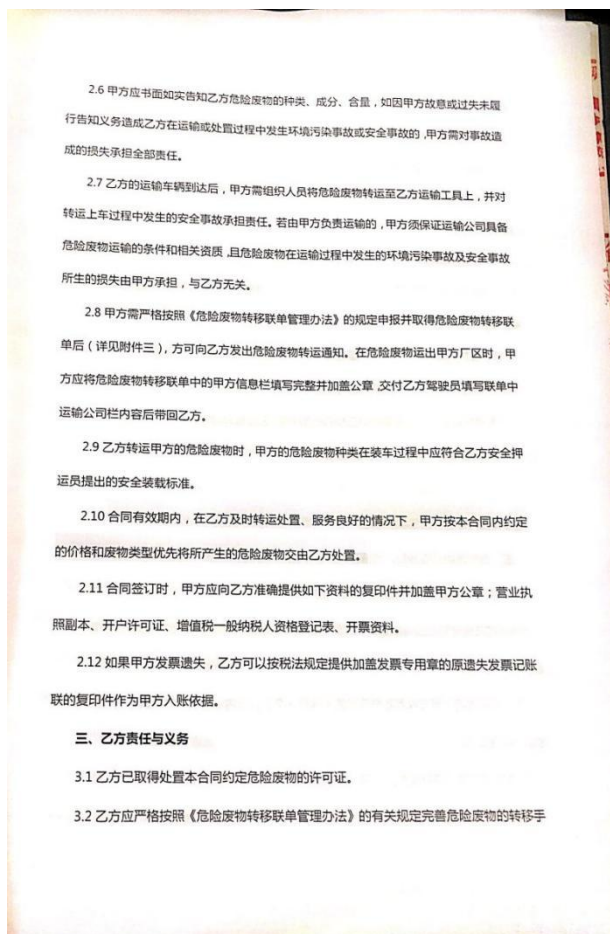 2.6 甲方应书面如实告知乙方危险废物的种类、成分、含量，如因甲方故意或过失未履
行告知义务造成乙方在运输或处置过程中发生环境污染事故或安全事故的，甲方需对事故造
成的损失承担全部责任。
2.7 乙方的运输车辆到达后，甲方需组织人员将危险废物转运至乙方运输工具上，并对
转运上车过程中发生的安全事故承担责任。若由甲方负责运输的，甲方须保证运输公司具备
危险废物运输的条件和相关资质，且危险废物在运输过程中发生的环境污染事故及安全事故
所生的损失由甲方承担，与乙方无关。
2.8 甲方需严格按照《危险废物转移联单管理办法》的规定申报并取得危险废物转移联
单后（详见附件三），方可向乙方发出危险废物转运通知。在危险废物运出甲方厂区时，甲
方应将危险废物转移联单中的甲方信息栏填写完整并加盖公章，交付乙方驾驶员填写联单中
运输公司栏内容后带回乙方。
2.9 乙方转运甲方的危险废物时，甲方的危险废物种类在装车过程中应符合乙方安全押
运员提出的安全装载标准。
2.10 合同有效期内，在乙方及时转运处置、服务良好的情况下，甲方按本合同内约定
的价格和废物类型优先将所产生的危险废物交由乙方处置。
2.11 合同签订时，甲方应向乙方准确提供如下资料的复印件并加盖甲方公章；营业执
照副本、开户许可证、增值税一般纳税人资格登记表、开票资料。
2.12 如果甲方发票遗失，乙方可以按税法规定提供加盖发票专用章的原遗失发票记账
联的复印件作为甲方入账依据。
三、乙方责任与义务
3.1 乙方已取得处置本合同约定危险废物的许可证。
3.2 乙方应严格按照《危险废物转移联单管理办法》的有关规定完善危险废物的转移手